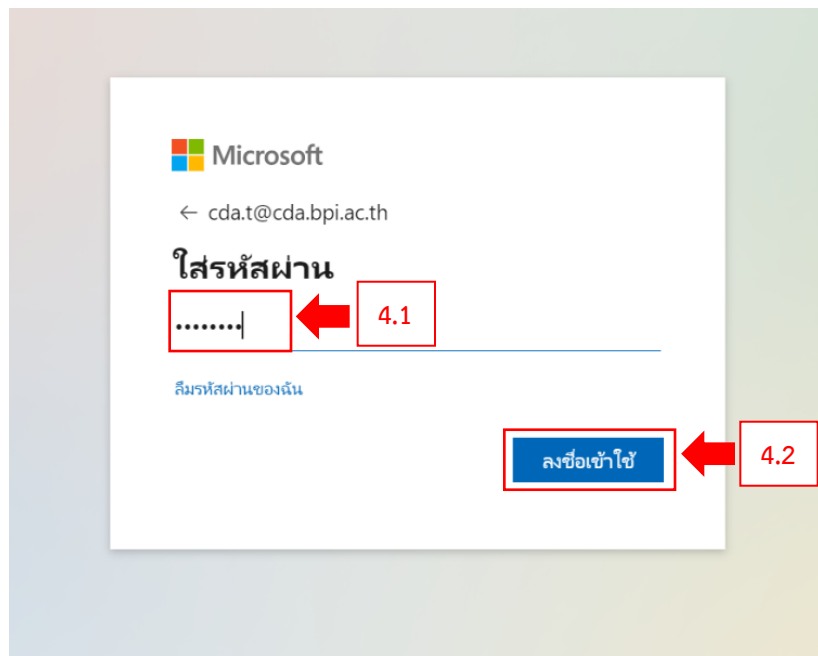 Microsoft
← cda.t@cda.bpi.ac.th
ใส่รหัสผ่าน
........
4.1
ลืมรหัสผ่านของฉัน
ลงชื่อเข้าใช้
4.2